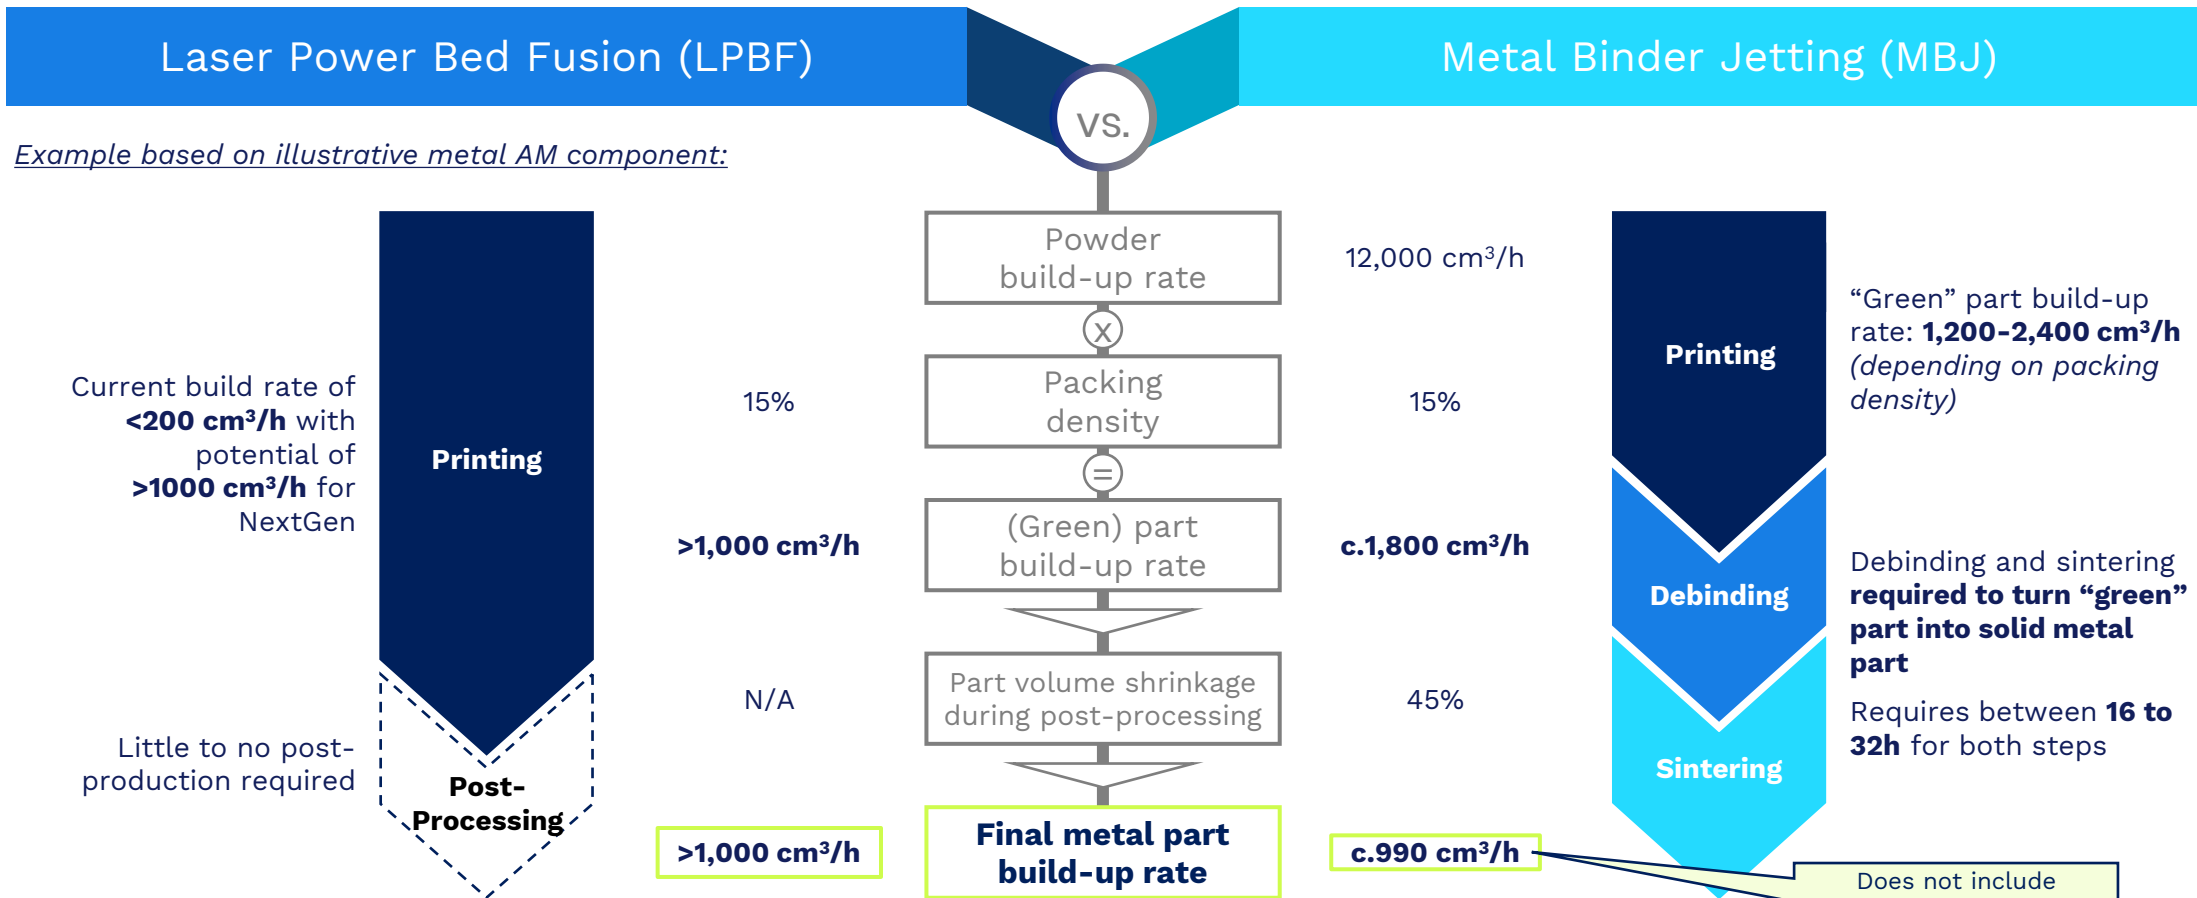 Laser Power Bed Fusion (LPBF)
vs.
Metal Binder Jetting (MBJ)
Example based on illustrative metal AM component:
Current build rate of
<200 cm³/h with
potential of
>1000 cm³/h for
NextGen
Little to no post-
production required
Printing
Post-
Processing
15%
>1,000 cm³/h
N/A
>1,000 cm³/h
Powder
build-up rate
x
Packing
density
=
(Green) part
build-up rate
Part volume shrinkage
during post-processing
Final metal part
build-up rate
12,000 cm³/h
15%
c.1,800 cm³/h
45%
c.990 cm³/h
Printing
Debinding
Sintering
“Green” part build-up
rate: 1,200-2,400 cm³/h
(depending on packing
density)
Debinding and sintering
required to turn “green”
part into solid metal
part
Requires between 16 to
32h for both steps
Does not include